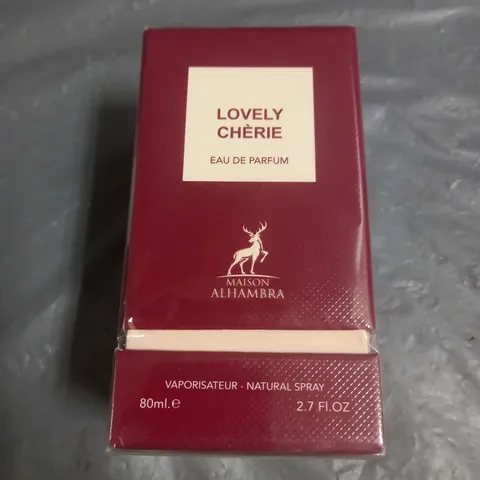 LOVELY
CHÈRIE
EAU DE PARFUM
MAISON
ALHAMBRA
VAPORISATEUR - NATURAL SPRAY
80ml.e 2.7 FL.OZ